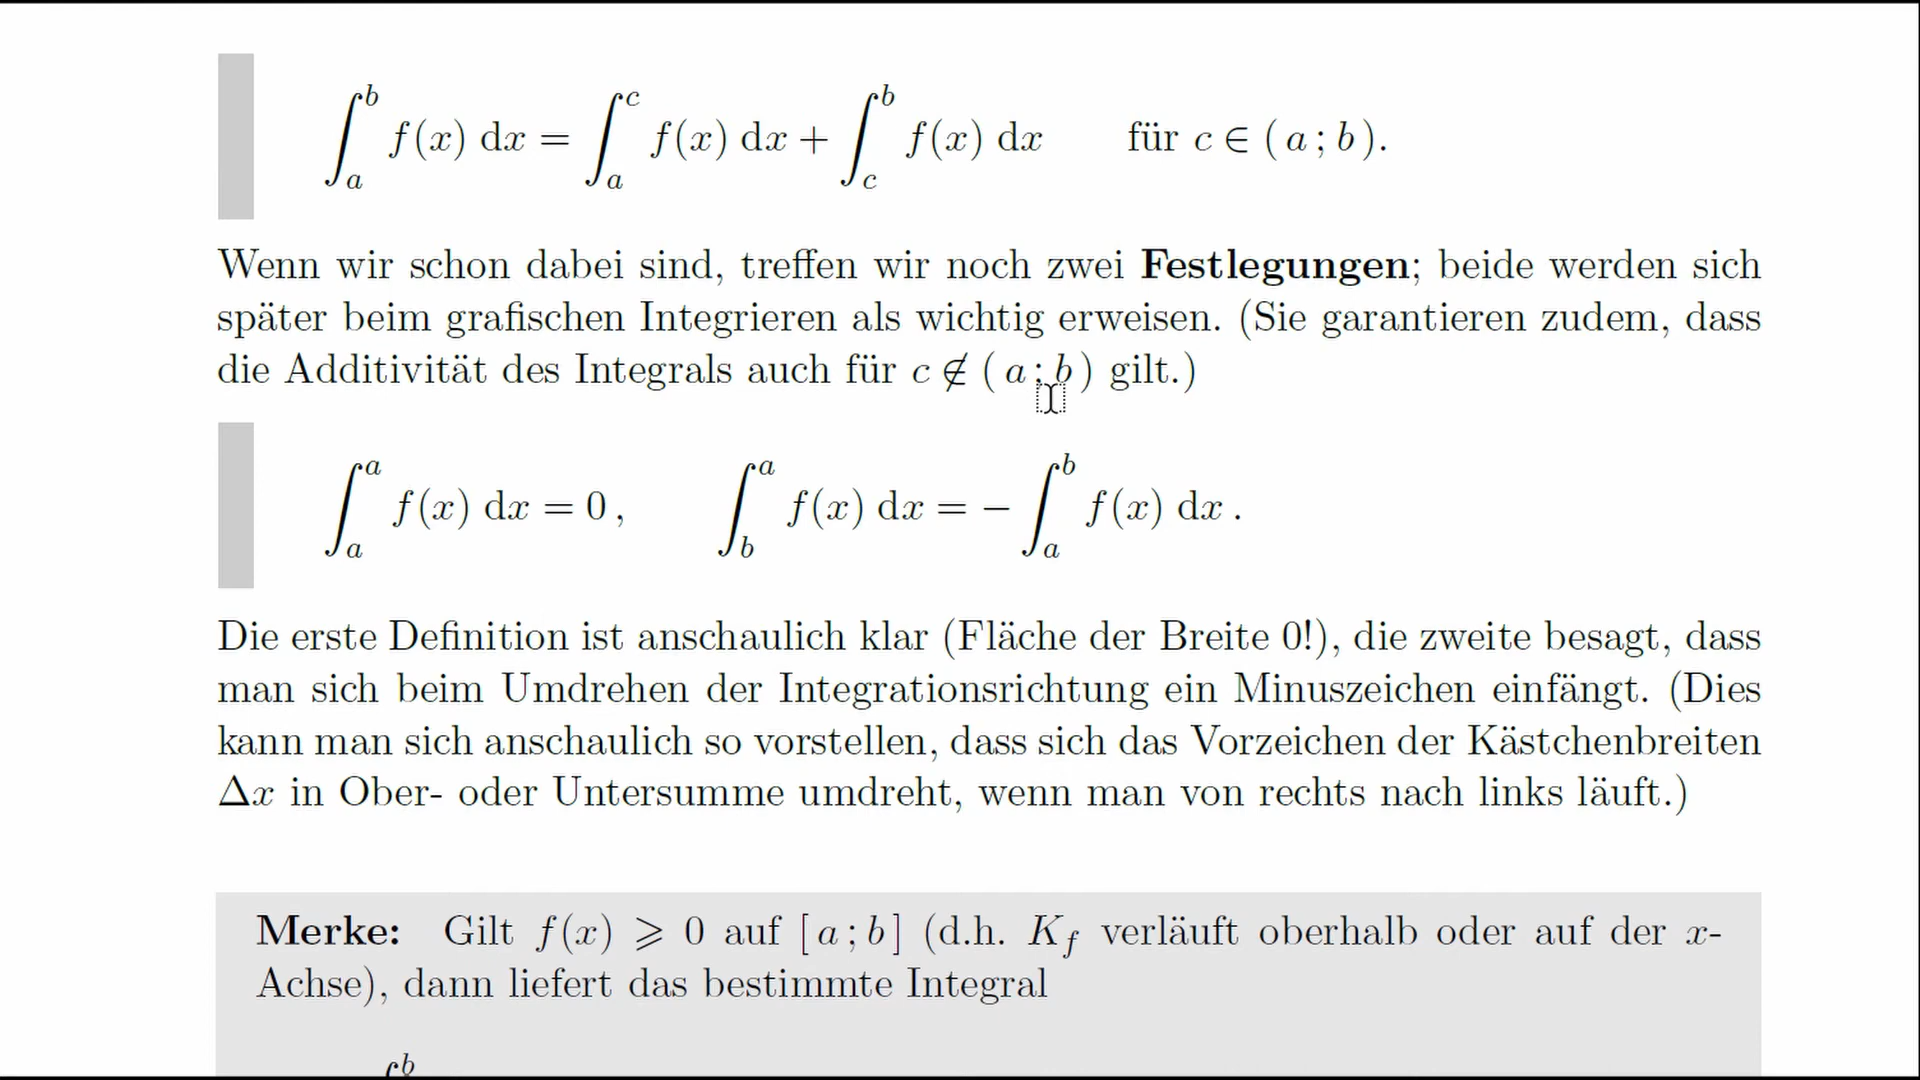 ∫_a^b f(x) dx = ∫_a^c f(x) dx + ∫_c^b f(x) dx für c ∈ ( a ; b ).
Wenn wir schon dabei sind, treffen wir noch zwei Festlegungen; beide werden sich
später beim grafischen Integrieren als wichtig erweisen. (Sie garantieren zudem, dass
die Additivität des Integrals auch für c ∉ ( a ; b ) gilt.)
∫_a^a f(x) dx = 0 , ∫_b^a f(x) dx = − ∫_a^b f(x) dx .
Die erste Definition ist anschaulich klar (Fläche der Breite 0!), die zweite besagt, dass
man sich beim Umdrehen der Integrationsrichtung ein Minuszeichen einfängt. (Dies
kann man sich anschaulich so vorstellen, dass sich das Vorzeichen der Kästchenbreiten
Δx in Ober- oder Untersumme umdreht, wenn man von rechts nach links läuft.)
Merke: Gilt f(x) ⩾ 0 auf [ a ; b ] (d.h. K_f verläuft oberhalb oder auf der x-
Achse), dann liefert das bestimmte Integral
∫^b